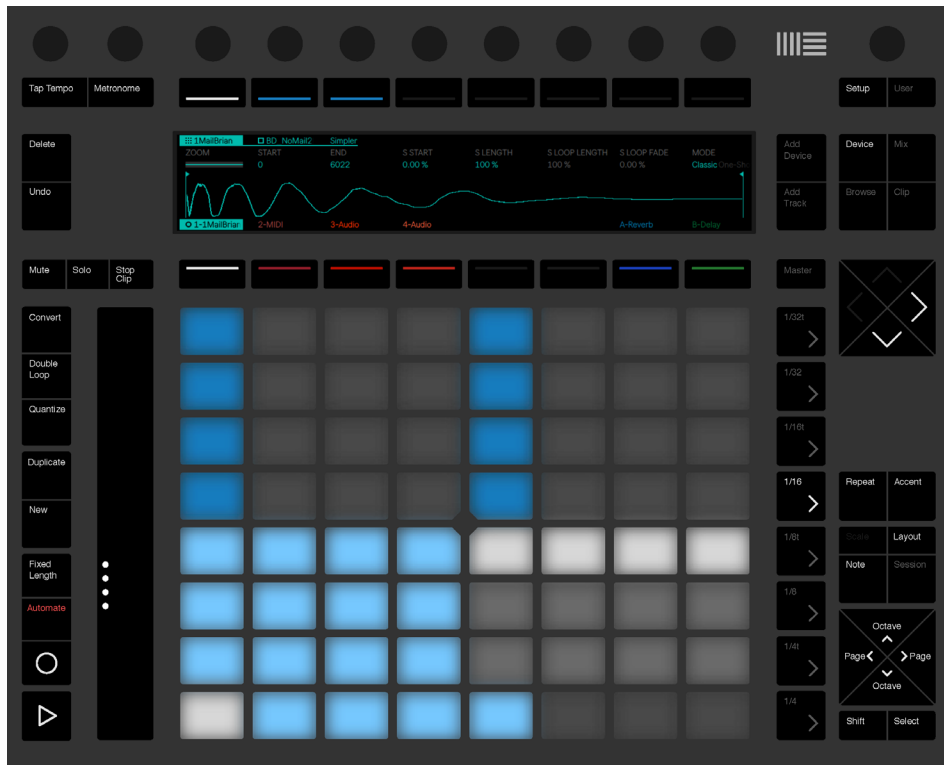 Tap Tempo Metronome Setup User
Delete
Undo
1MailBrian BD_NoMail2 Simpler
ZOOM START END S START S LENGTH S LOOP LENGTH S LOOP FADE MODE
0 6022 0.00 % 100 % 100 % 0.00 % Classic One-Sh
1-1MailBriar 2-MIDI 3-Audio 4-Audio A-Reverb B-Delay
Add
Device
Add
Track
Device Mix
Browse Clip
Mute Solo Stop
Clip
Master
Convert
Double
Loop
Quantize
Duplicate
New
Fixed
Length
Automate
1/32t
1/32
1/16t
1/16
1/8t
1/8
1/4t
1/4
Repeat Accent
Scale Layout
Note Session
Octave
Page Page
Octave
Shift Select